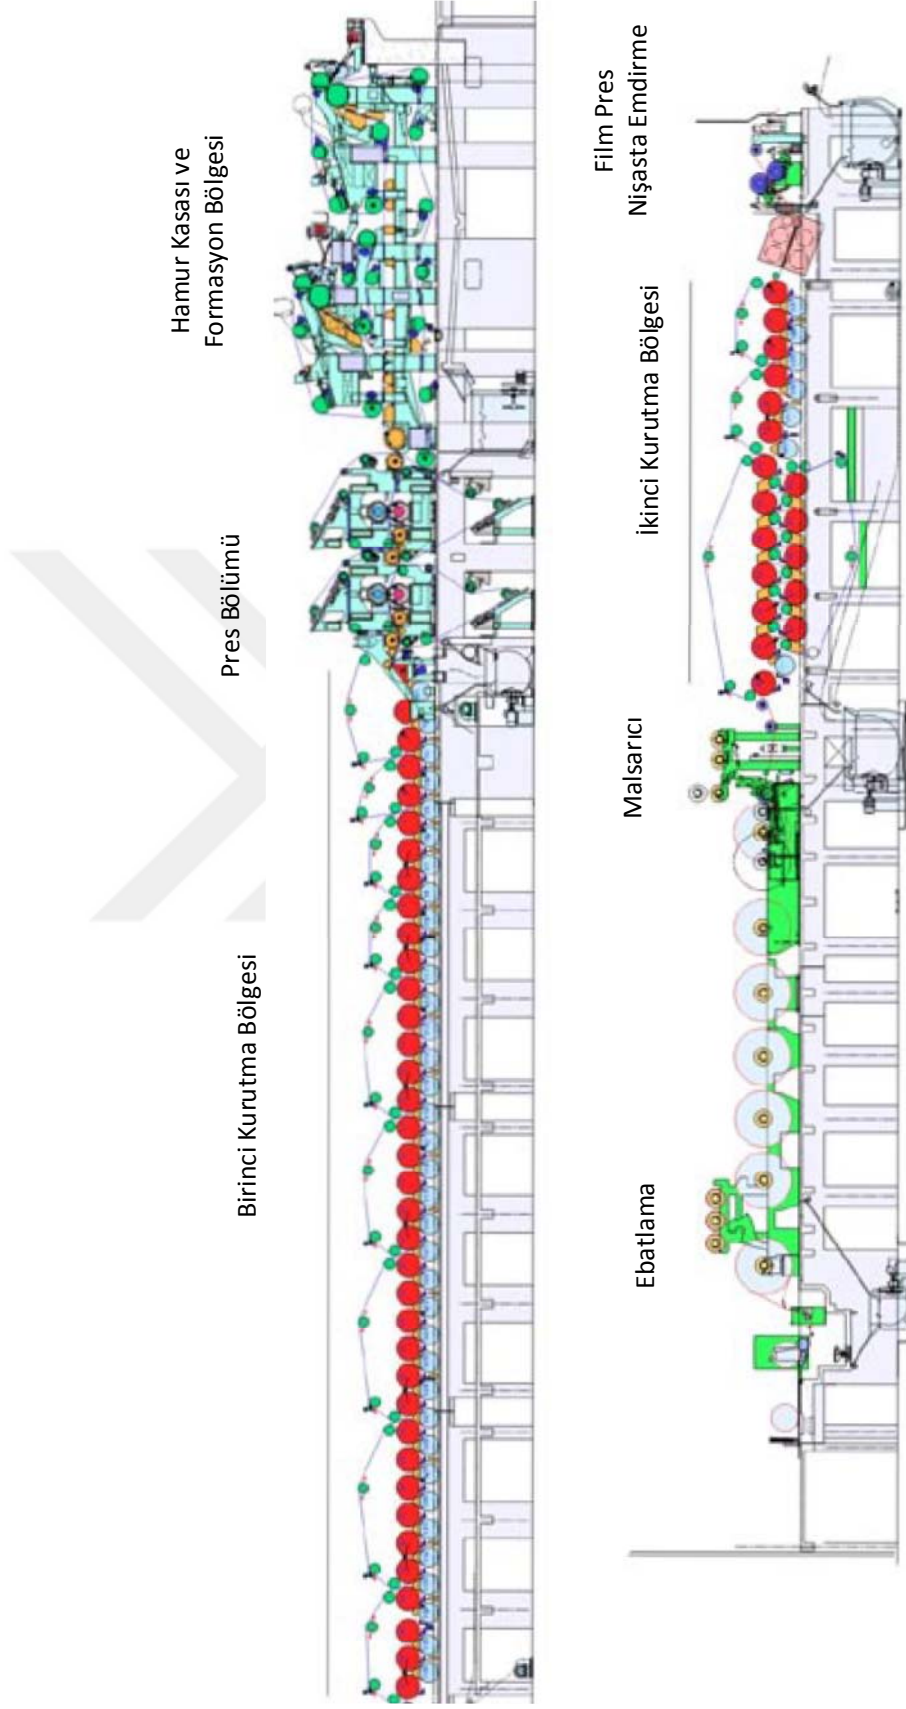 Hamur Kasası ve
Formasyon Bölgesi
Pres Bölümü
Birinci Kurutma Bölgesi
Film Pres
Nişasta Emdirme
İkinci Kurutma Bölgesi
Malsarıcı
Ebatlama